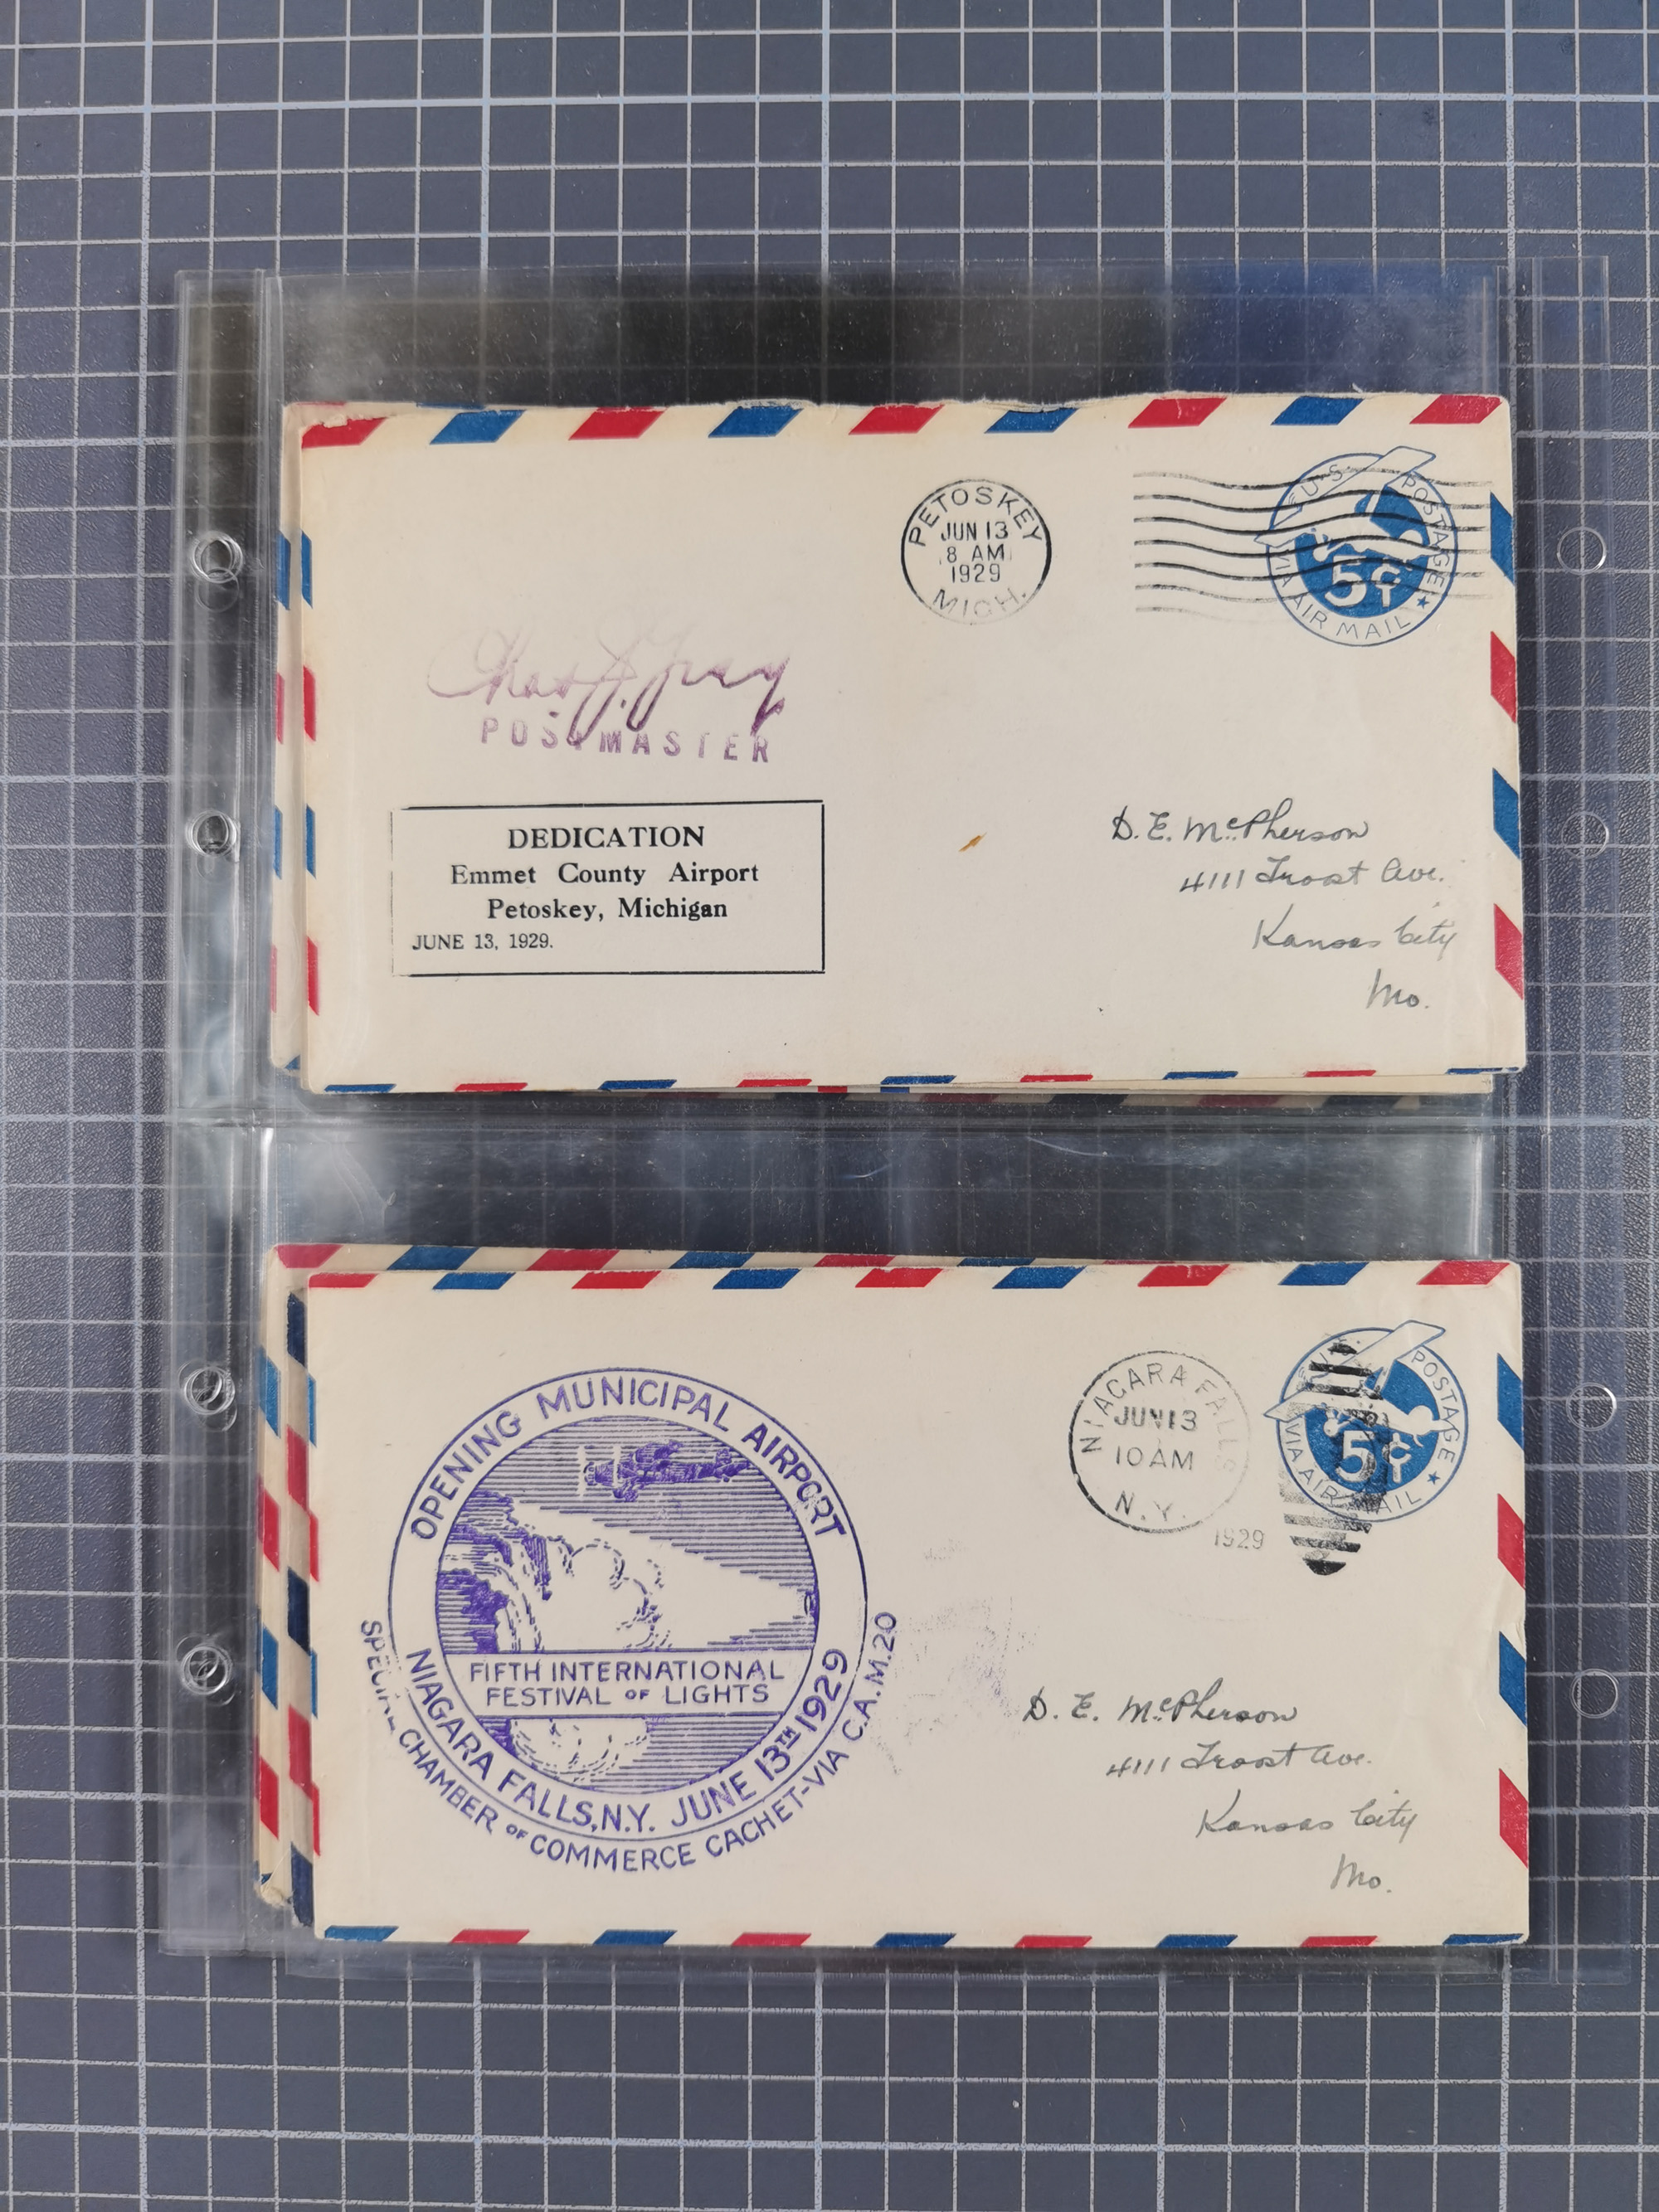 PETOSKEY
JUN 13
8 AM
1929
MICH.
U.S. POSTAGE
5¢
VIA AIR MAIL
Chas. J. Gray
POSTMASTER
DEDICATION
Emmet County Airport
Petoskey, Michigan
JUNE 13, 1929.
D. E. McPherson
4111 Troost Ave.
Kansas City
Mo.
OPENING MUNICIPAL AIRPORT
FIFTH INTERNATIONAL
FESTIVAL OF LIGHTS
NIAGARA FALLS, N.Y. JUNE 13TH 1929
SPECIAL CHAMBER OF COMMERCE CACHET-VIA C.A.M.20
NIAGARA FALLS
JUN 13
10 AM
N.Y.
1929
POSTAGE
5¢
VIA AIR MAIL
D. E. McPherson
4111 Troost Ave.
Kansas City
Mo.